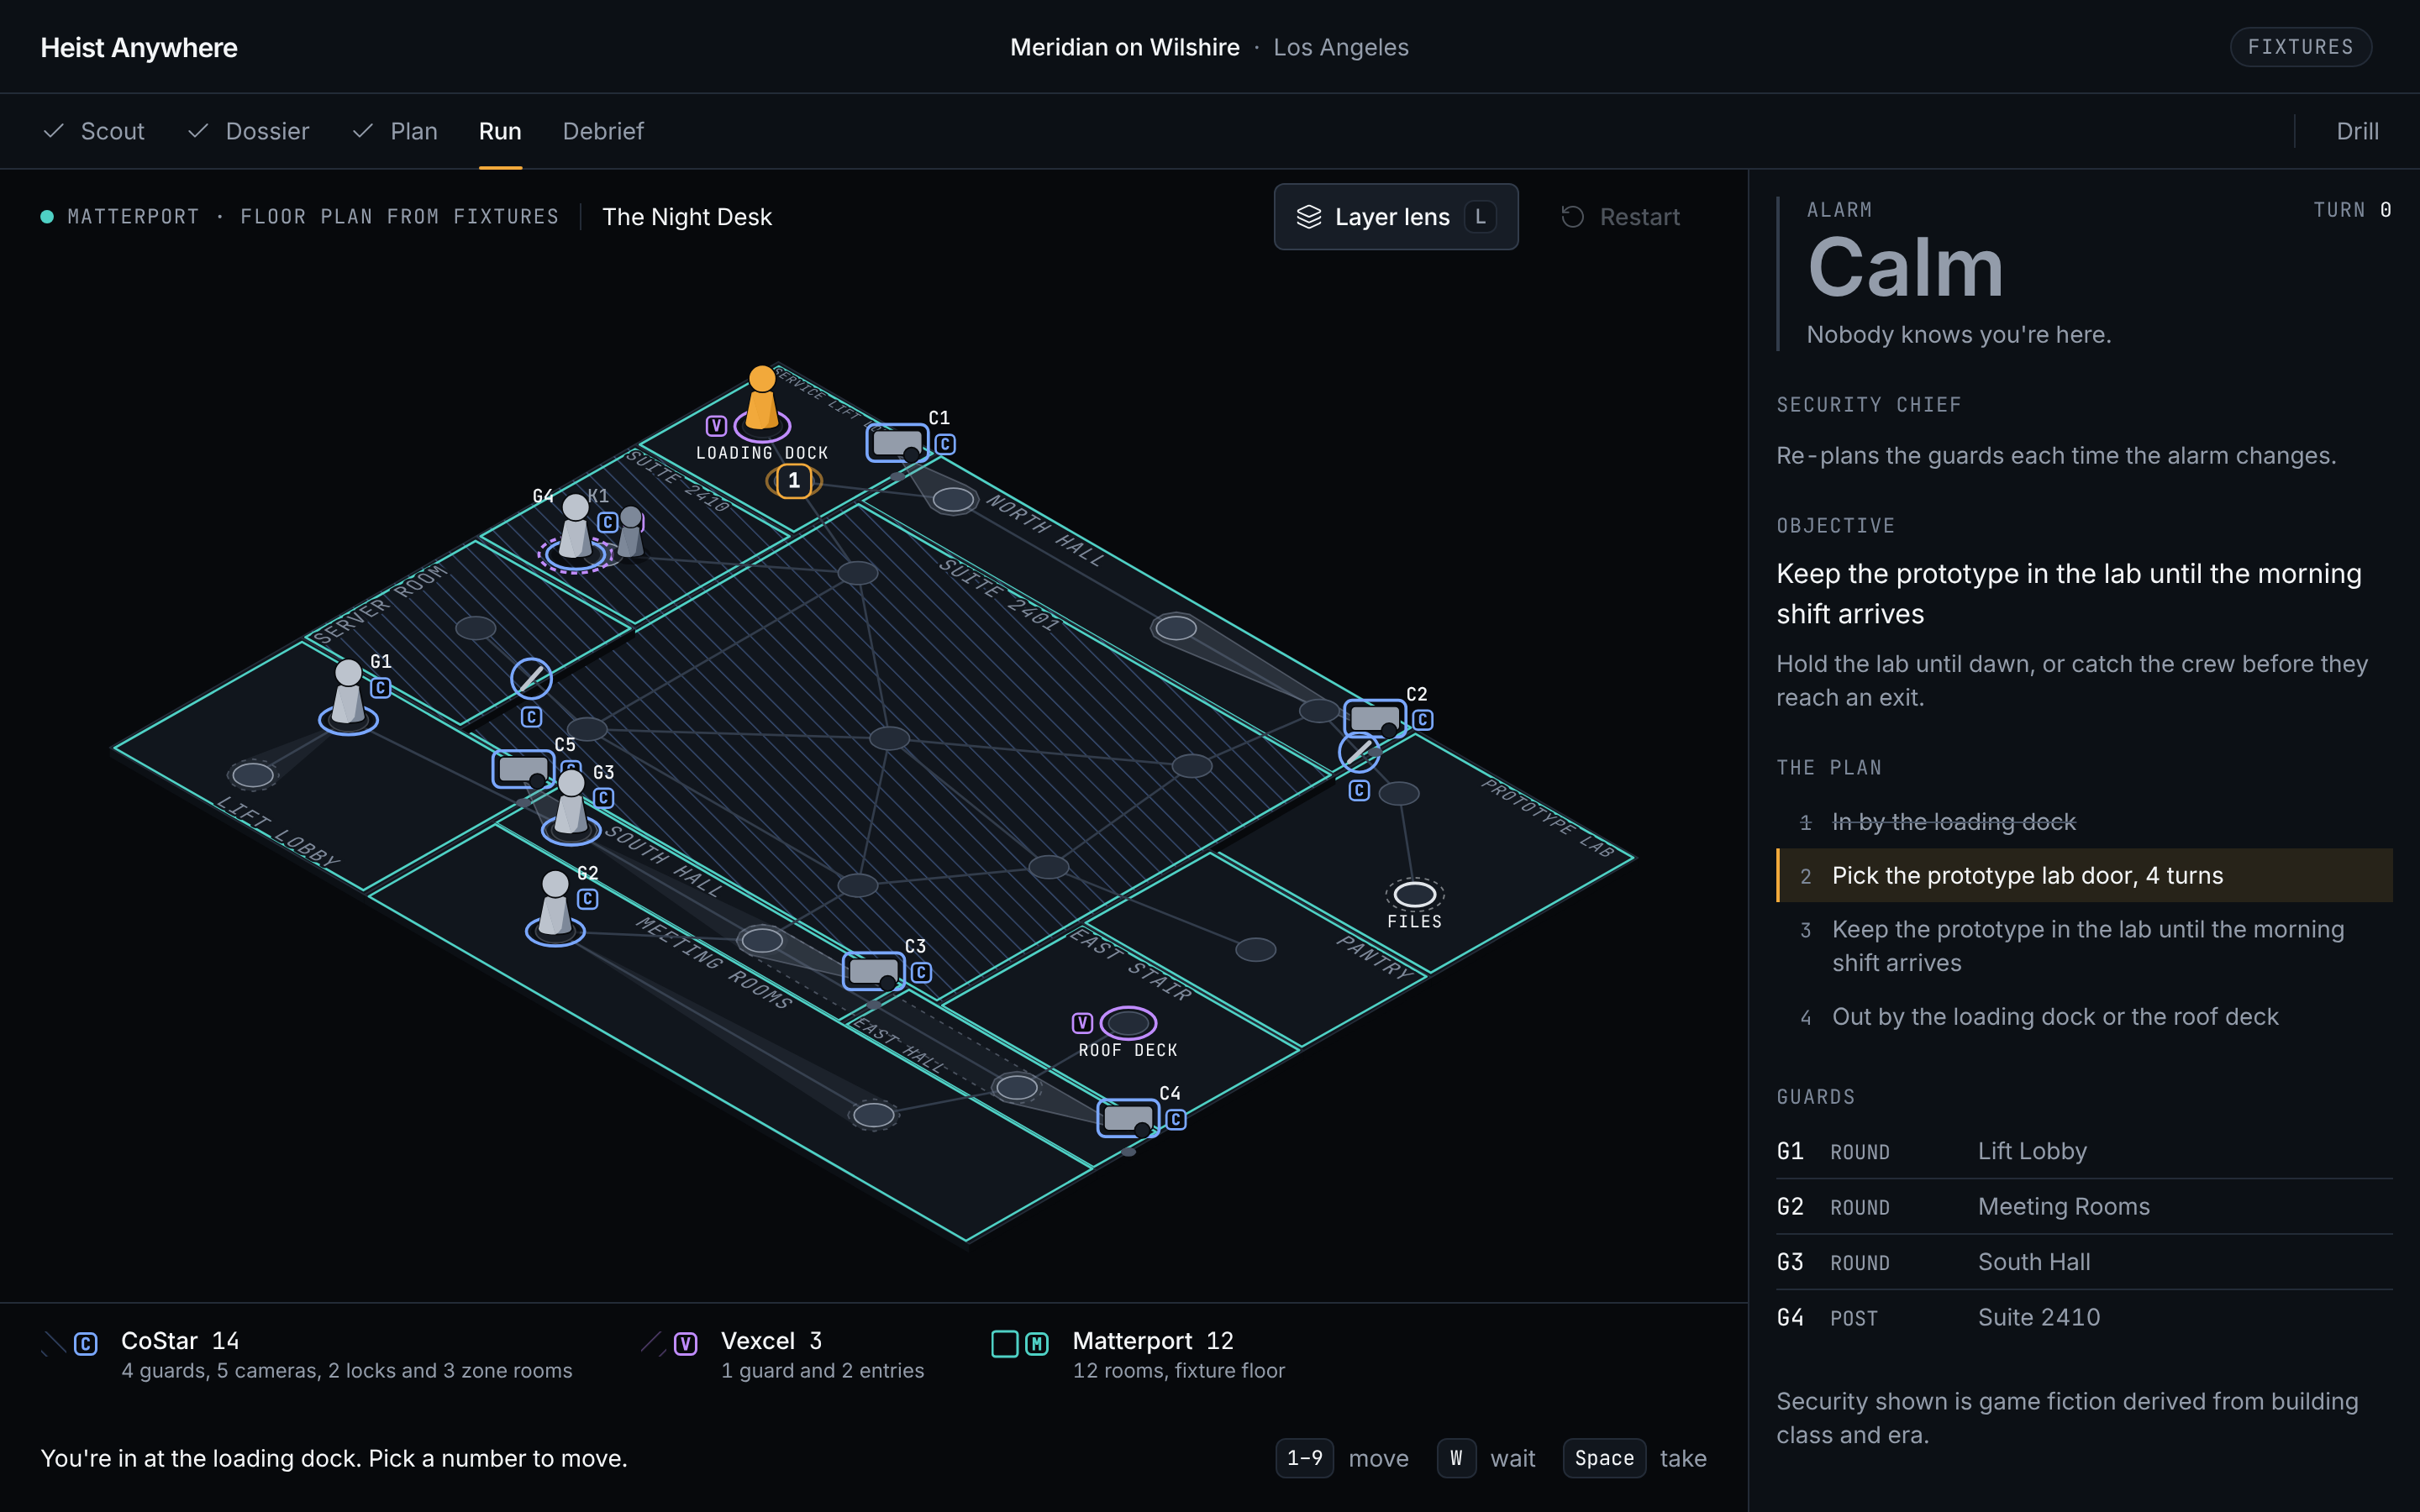 Heist Anywhere
Meridian on Wilshire · Los Angeles
FIXTURES
Scout
Dossier
Plan
Run
Debrief
Drill
MATTERPORT · FLOOR PLAN FROM FIXTURES
The Night Desk
Layer lens L
Restart
SERVICE LIFT
C1
C
V
LOADING DOCK
1
SUITE 2410
G4
K1
C
NORTH HALL
SUITE 2401
SERVER ROOM
G1
C
C
C2
C
C
C5
G3
C
PROTOTYPE LAB
LIFT LOBBY
SOUTH HALL
G2
C
FILES
MEETING ROOMS
C3
C
EAST STAIR
PANTRY
EAST HALL
V
ROOF DECK
C4
C
C CoStar 14
4 guards, 5 cameras, 2 locks and 3 zone rooms
V Vexcel 3
1 guard and 2 entries
M Matterport 12
12 rooms, fixture floor
You're in at the loading dock. Pick a number to move.
1–9 move
W wait
Space take
ALARM
TURN 0
Calm
Nobody knows you're here.
SECURITY CHIEF
Re-plans the guards each time the alarm changes.
OBJECTIVE
Keep the prototype in the lab until the morning
shift arrives
Hold the lab until dawn, or catch the crew before they
reach an exit.
THE PLAN
1 In by the loading dock
2 Pick the prototype lab door, 4 turns
3 Keep the prototype in the lab until the morning
shift arrives
4 Out by the loading dock or the roof deck
GUARDS
G1 ROUND Lift Lobby
G2 ROUND Meeting Rooms
G3 ROUND South Hall
G4 POST Suite 2410
Security shown is game fiction derived from building
class and era.